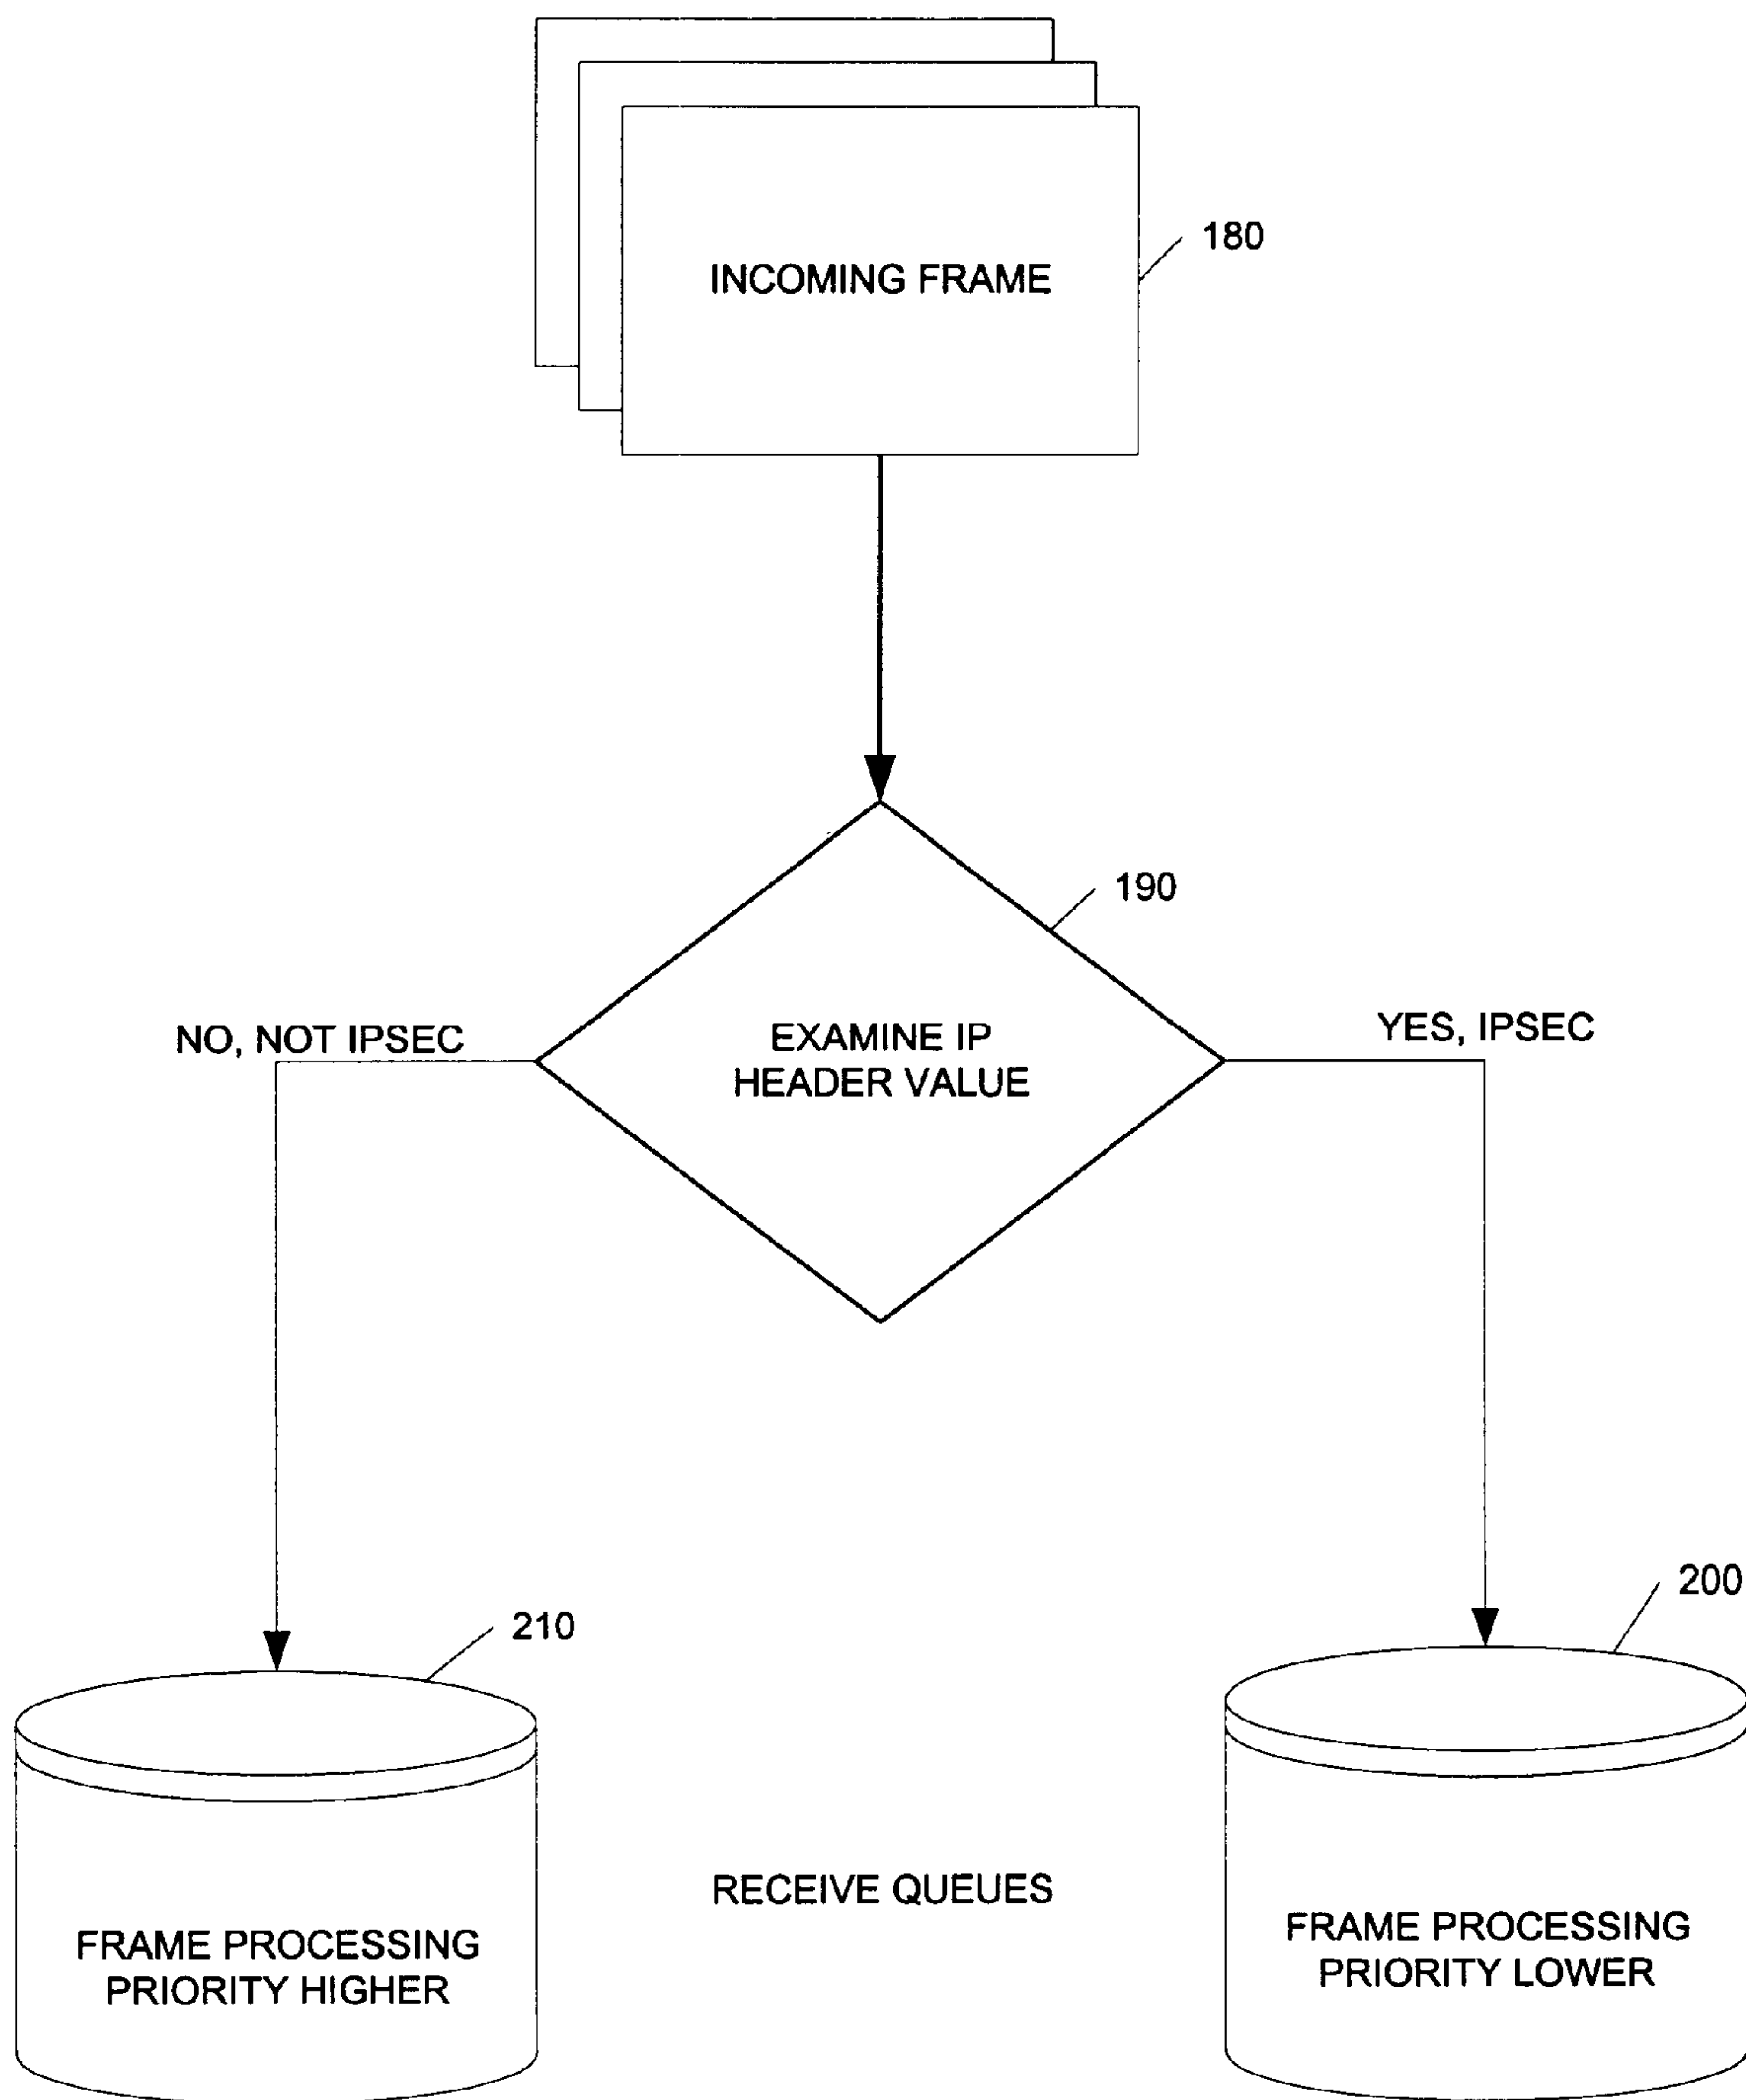 INCOMING FRAME
180
190
NO, NOT IPSEC
EXAMINE IP
HEADER VALUE
YES, IPSEC
210
200
RECEIVE QUEUES
FRAME PROCESSING
PRIORITY HIGHER
FRAME PROCESSING
PRIORITY LOWER